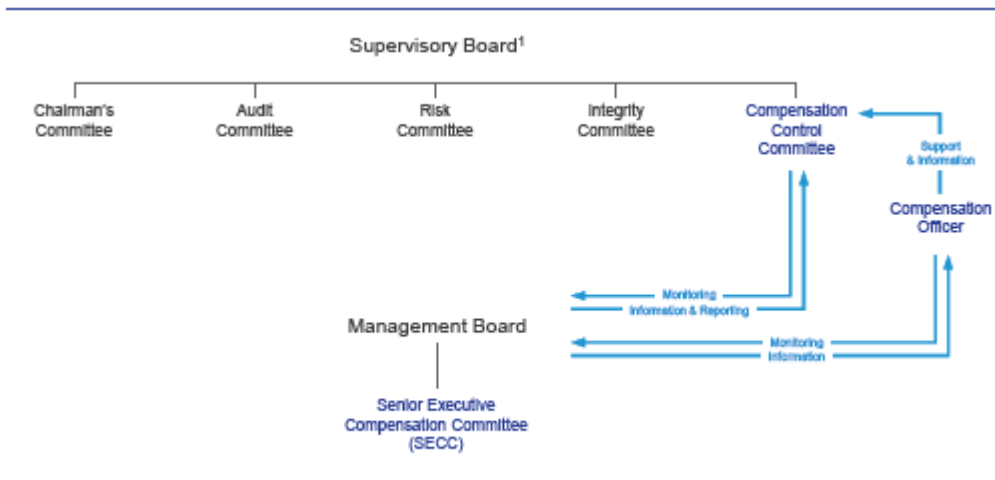 Supervisory Board¹
Chairman's
Committee
Audit
Committee
Risk
Committee
Integrity
Committee
Compensation
Control
Committee
Support
& Information
Compensation
Officer
Monitoring
Information & Reporting
Management Board
Monitoring
Information
Senior Executive
Compensation Committee
(SECC)